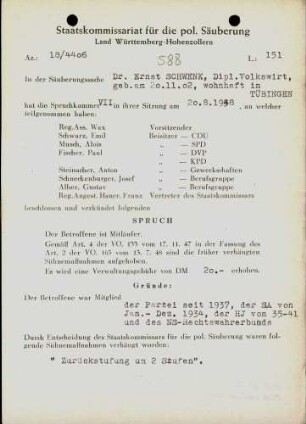 Staatskommissariat für die pol. Säuberung
Land Württemberg-Hohenzollern
Az.: 18/4406 588 L.: 151
In der Säuberungssache Dr. Ernst SCHWENK, Dipl.Volkswirt,
geb.am 20.11.02, wohnhaft in
TÜBINGEN
hat die Spruchkammer VII in ihrer Sitzung am 20.8.1948 , an welcher
teilgenommen haben:
Reg.Ass. Wax Vorsitzender
Schwarz, Emil Beisitzer — CDU
Munsch, Alois „ — SPD
Fischer, Paul „ — DVP
„ — KPD
Steinacher, Anton „ — Gewerkschaften
Schneckenburger, Josef „ — Berufsgruppe
Alber, Gustav „ — Berufsgruppe
Reg.Angest. Hauer, Franz Vertreter des Staatskommissars
beschlossen und verkündet folgenden
SPRUCH
Der Betroffene ist Mitläufer.
Gemäß Art. 4 der VO. 133 vom 17. 11. 47 in der Fassung des
Art. 2 der VO. 165 vom 13. 7. 48 sind die früher verhängten
Sühnemaßnahmen aufgehoben.
Es wird eine Verwaltungsgebühr von DM 20.- erhoben.
Gründe:
Der Betroffene war Mitglied
der Partei seit 1937, der SA von
Jan.- Dez. 1934, der HJ von 35-41
und des NS-Rechtswahrerbunds
Durch Entscheidung des Staatskommissars für die pol. Säuberung waren fol-
gende Sühnemaßnahmen verhängt worden:
" Zurückstufung um 2 Stufen".